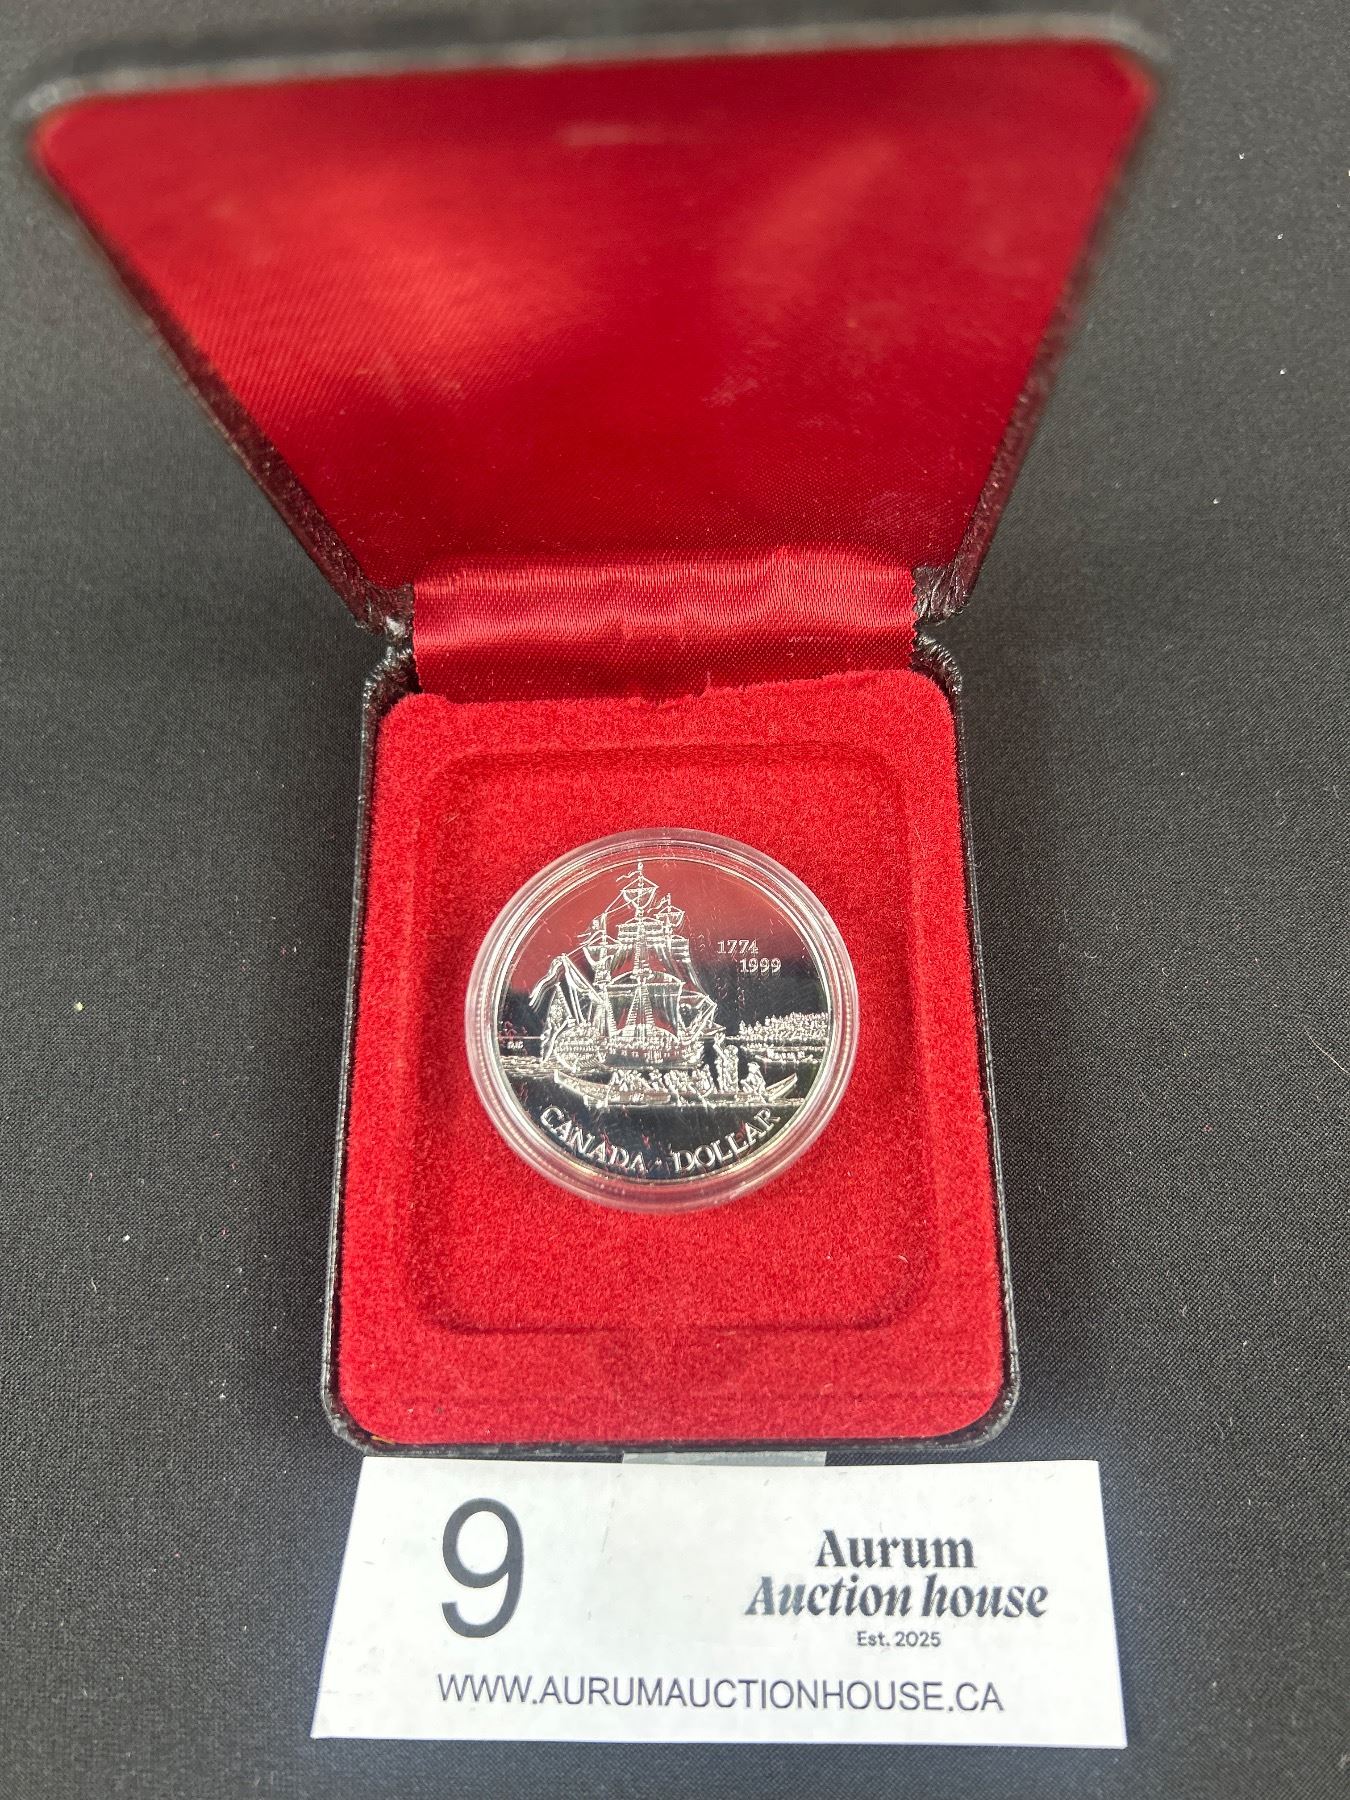 1774
1999
CANADA · DOLLAR
9
Aurum
Auction house
Est. 2025
WWW.AURUMAUCTIONHOUSE.CA